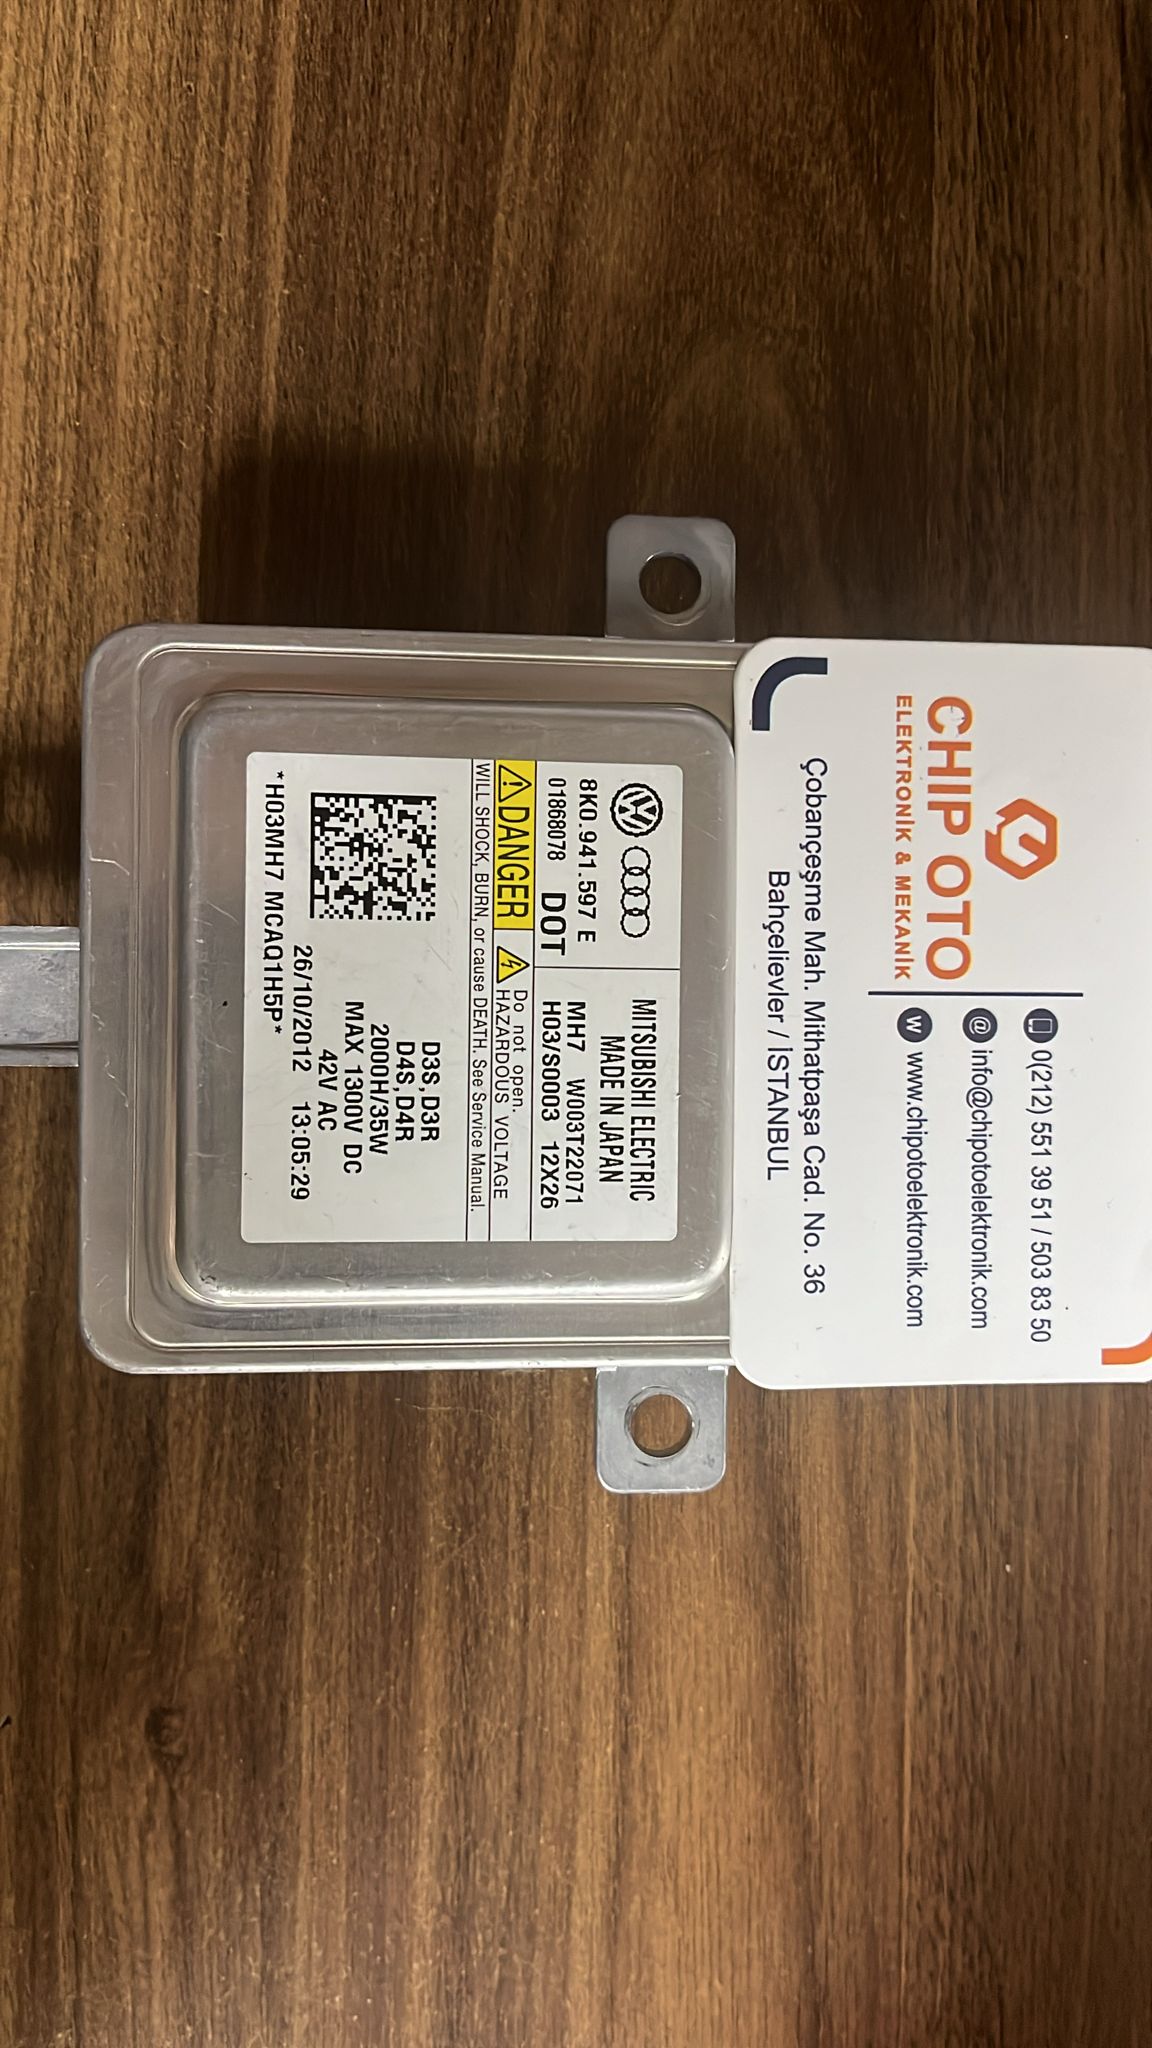 CHIP OTO
ELEKTRONİK & MEKANİK
0(212) 551 39 51 / 503 83 50
@ info@chipotoelektronik.com
W www.chipotoelektronik.com
Çobançeşme Mah. Mithatpaşa Cad. No. 36
Bahçelievler / İSTANBUL
8K0.941.597 E
01868078 DOT
MITSUBISHI ELECTRIC
MADE IN JAPAN
MH7 W003T22071
H03/S0003 12X26
DANGER
Do not open.
HAZARDOUS VOLTAGE
WILL SHOCK, BURN, or cause DEATH. See Service Manual.
D3S,D3R
D4S,D4R
2000H/35W
MAX 1300V DC
42V AC
26/10/2012 13:05:29
*H03MH7 MCAQ1H5P*